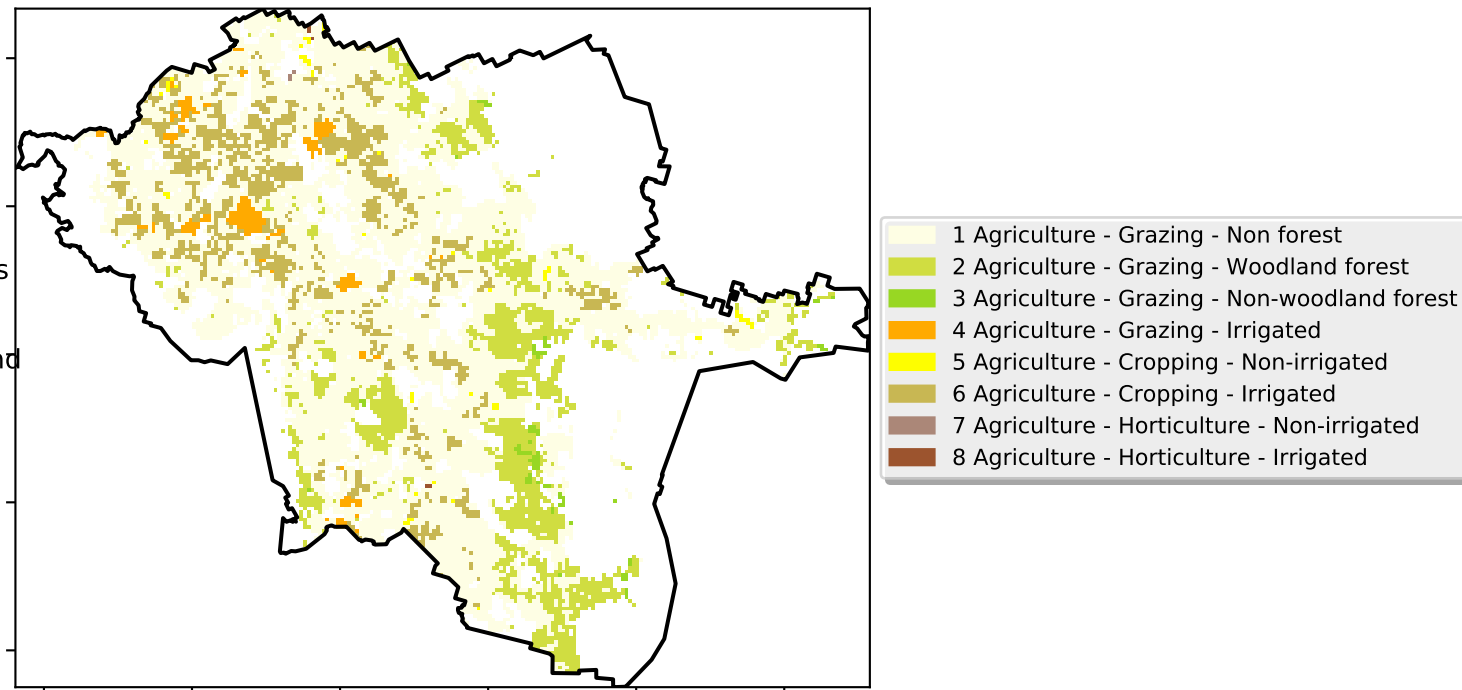 1 Agriculture - Grazing - Non forest
2 Agriculture - Grazing - Woodland forest
3 Agriculture - Grazing - Non-woodland forest
4 Agriculture - Grazing - Irrigated
5 Agriculture - Cropping - Non-irrigated
6 Agriculture - Cropping - Irrigated
7 Agriculture - Horticulture - Non-irrigated
8 Agriculture - Horticulture - Irrigated